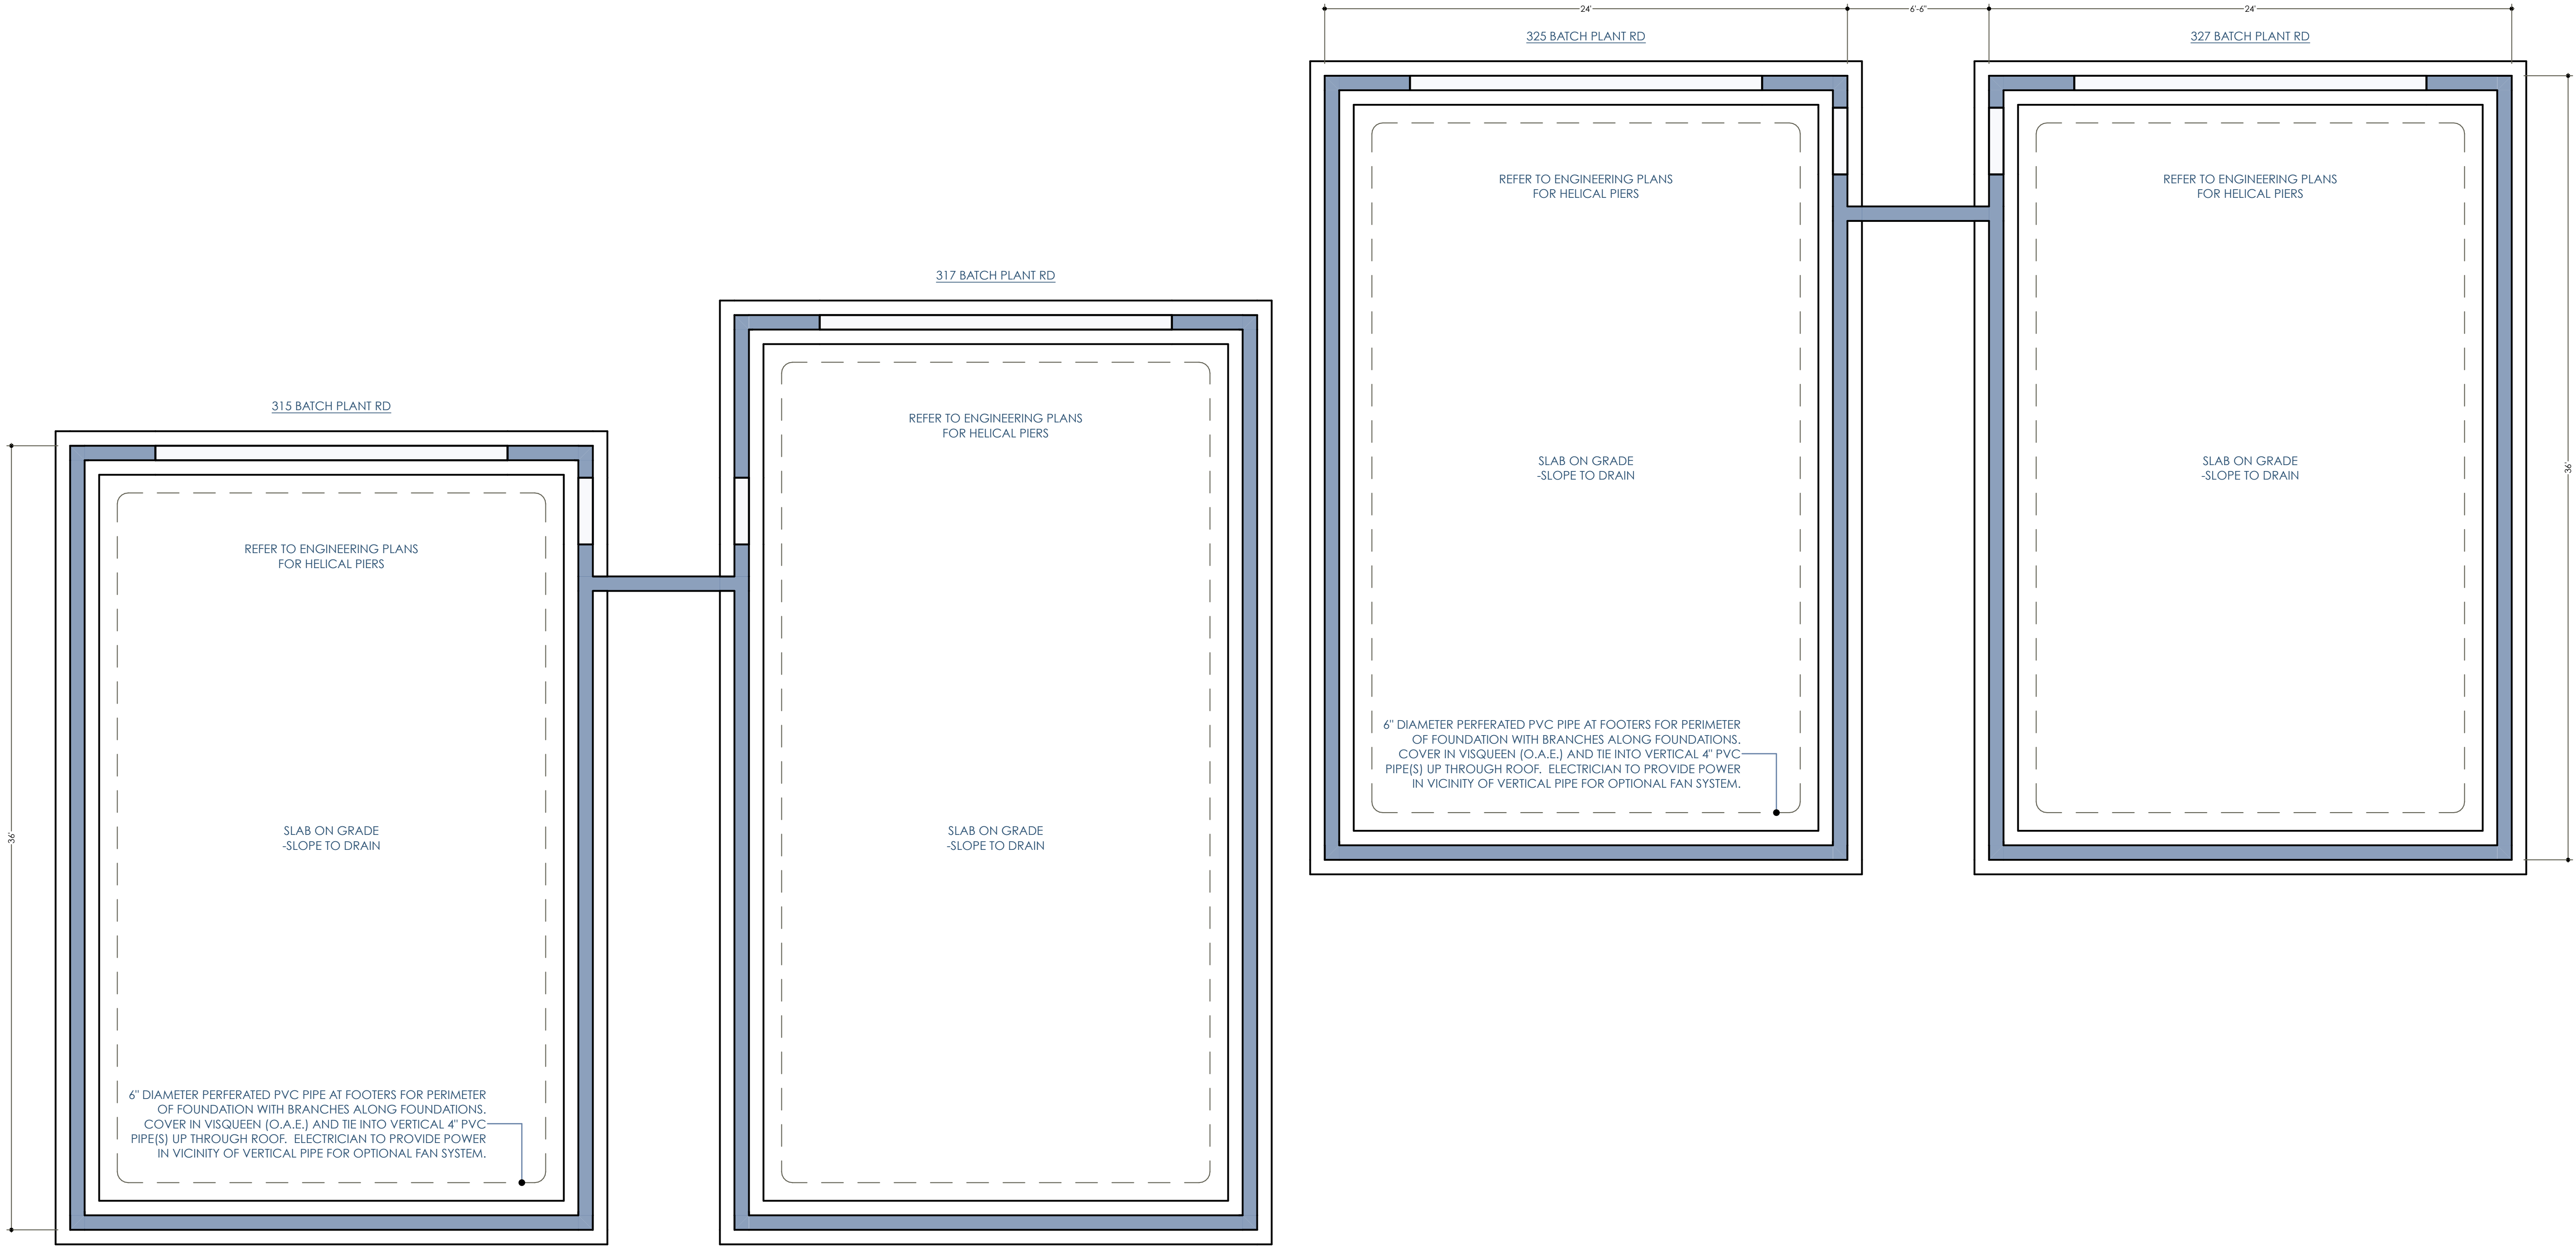 24'
6'-6"
24'
325 BATCH PLANT RD
327 BATCH PLANT RD
REFER TO ENGINEERING PLANS
FOR HELICAL PIERS
REFER TO ENGINEERING PLANS
FOR HELICAL PIERS
317 BATCH PLANT RD
315 BATCH PLANT RD
REFER TO ENGINEERING PLANS
FOR HELICAL PIERS
SLAB ON GRADE
-SLOPE TO DRAIN
SLAB ON GRADE
-SLOPE TO DRAIN
36'
REFER TO ENGINEERING PLANS
FOR HELICAL PIERS
6" DIAMETER PERFERATED PVC PIPE AT FOOTERS FOR PERIMETER
OF FOUNDATION WITH BRANCHES ALONG FOUNDATIONS.
COVER IN VISQUEEN (O.A.E.) AND TIE INTO VERTICAL 4" PVC
PIPE(S) UP THROUGH ROOF. ELECTRICIAN TO PROVIDE POWER
IN VICINITY OF VERTICAL PIPE FOR OPTIONAL FAN SYSTEM.
36'
SLAB ON GRADE
-SLOPE TO DRAIN
SLAB ON GRADE
-SLOPE TO DRAIN
6" DIAMETER PERFERATED PVC PIPE AT FOOTERS FOR PERIMETER
OF FOUNDATION WITH BRANCHES ALONG FOUNDATIONS.
COVER IN VISQUEEN (O.A.E.) AND TIE INTO VERTICAL 4" PVC
PIPE(S) UP THROUGH ROOF. ELECTRICIAN TO PROVIDE POWER
IN VICINITY OF VERTICAL PIPE FOR OPTIONAL FAN SYSTEM.